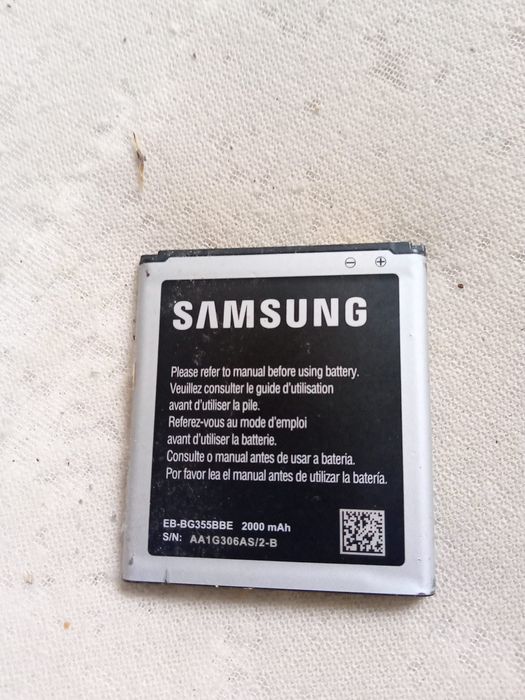 ⊖ ⊕
SAMSUNG
Please refer to manual before using battery.
Veuillez consulter le guide d'utilisation
avant d'utiliser la pile.
Referez-vous au mode d'emploi
avant d'utiliser la batterie.
Consulte o manual antes de usar a bateria.
Por favor lea el manual antes de utilizar la batería.
EB-BG355BBE 2000 mAh
S/N: AA1G306AS/2-B